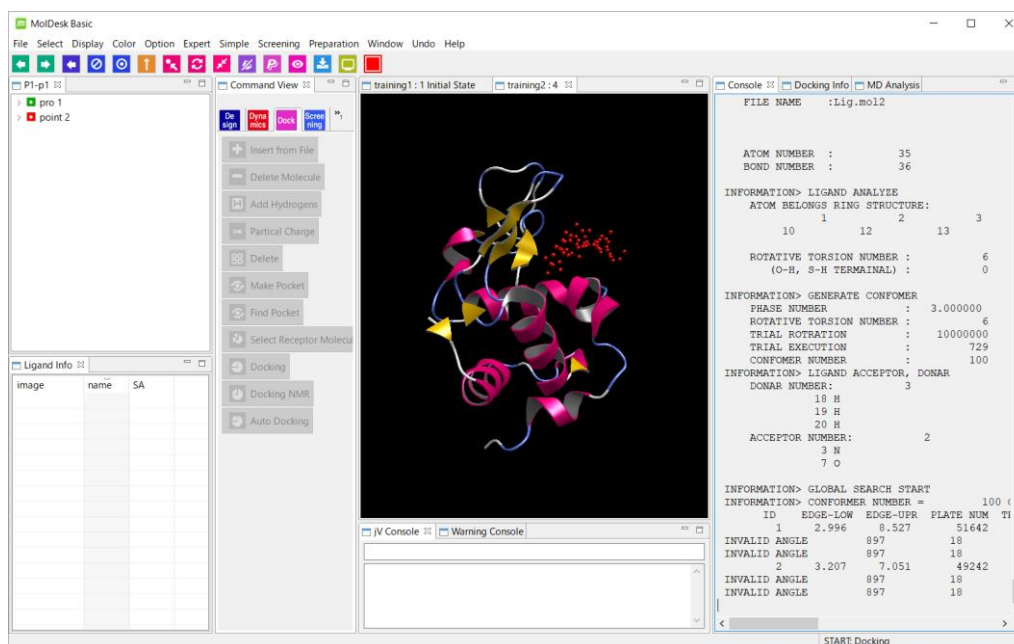 MolDesk Basic
File Select Display Color Option Expert Simple Screening Preparation Window Undo Help
P1-p1
pro 1
point 2
Ligand Info
image name SA
Command View
De sign
Dyna mics
Dock
Scree ning
Insert from File
Delete Molecule
Add Hydrogens
Partical Charge
Delete
Make Pocket
Find Pocket
Select Receptor Molecu
Docking
Docking NMR
Auto Docking
training1 : 1 Initial State
training2 : 4
jV Console
Warning Console
Console
Docking Info
MD Analysis
FILE NAME :Lig.mol2
ATOM NUMBER : 35
BOND NUMBER : 36
INFORMATION> LIGAND ANALYZE
ATOM BELONGS RING STRUCTURE:
1 2 3
10 12 13
ROTATIVE TORSION NUMBER : 6
(O-H, S-H TERMAINAL) : 0
INFORMATION> GENERATE CONFOMER
PHASE NUMBER : 3.000000
ROTATIVE TORSION NUMBER : 6
TRIAL ROTRATION : 10000000
TRIAL EXECUTION : 729
CONFOMER NUMBER : 100
INFORMATION> LIGAND ACCEPTOR, DONAR
DONAR NUMBER: 3
18 H
19 H
20 H
ACCEPTOR NUMBER: 2
3 N
7 O
INFORMATION> GLOBAL SEARCH START
INFORMATION> CONFORMER NUMBER = 100
ID EDGE-LOW EDGE-UPR PLATE NUM
1 2.996 8.527 51642
INVALID ANGLE 897 18
INVALID ANGLE 897 18
2 3.207 7.051 49242
INVALID ANGLE 897 18
INVALID ANGLE 897 18
START: Docking